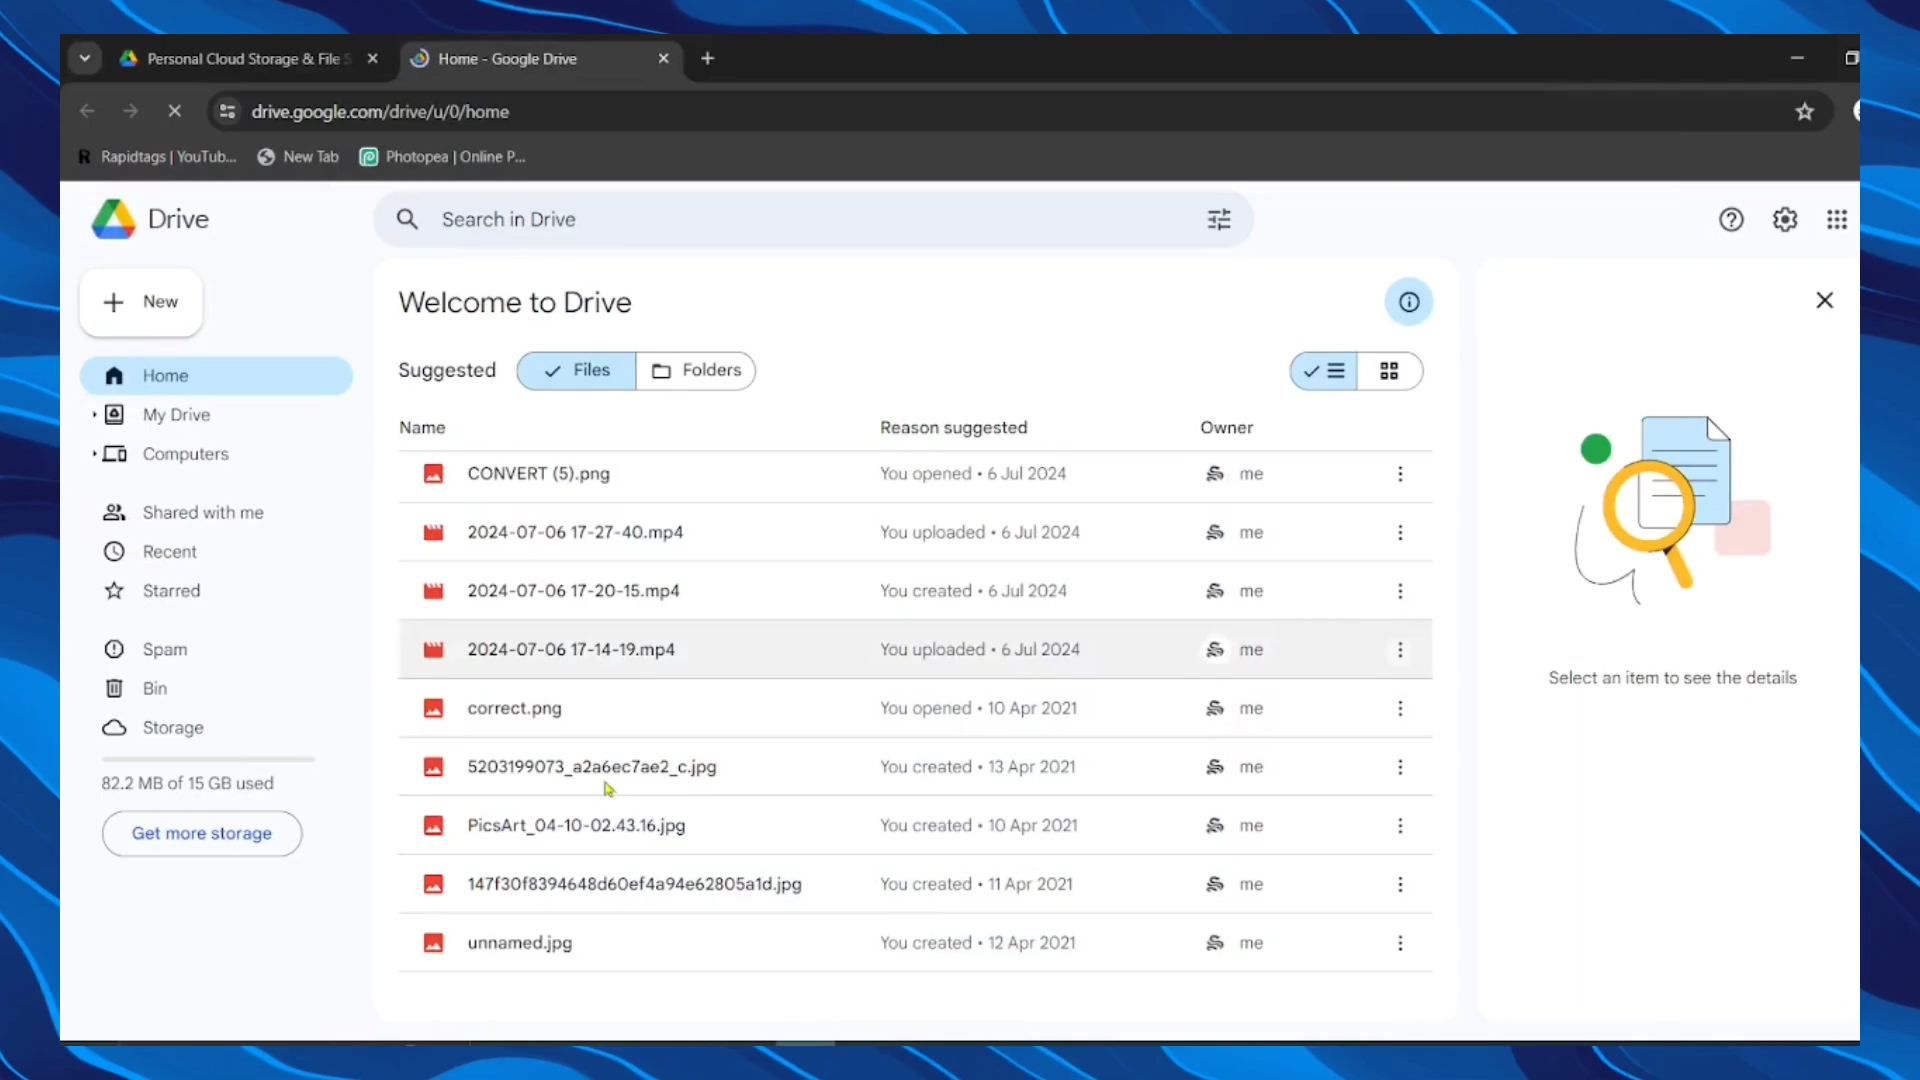 Personal Cloud Storage & File S
Home - Google Drive
drive.google.com/drive/u/0/home
Rapidtags | YouTub...
New Tab
Photopea | Online P...
Drive
Search in Drive
New
Welcome to Drive
Suggested
Files
Folders
Home
My Drive
Computers
Shared with me
Recent
Starred
Spam
Bin
Storage
82.2 MB of 15 GB used
Get more storage
Name Reason suggested Owner
CONVERT (5).png You opened • 6 Jul 2024 me
2024-07-06 17-27-40.mp4 You uploaded • 6 Jul 2024 me
2024-07-06 17-20-15.mp4 You created • 6 Jul 2024 me
2024-07-06 17-14-19.mp4 You uploaded • 6 Jul 2024 me
correct.png You opened • 10 Apr 2021 me
5203199073_a2a6ec7ae2_c.jpg You created • 13 Apr 2021 me
PicsArt_04-10-02.43.16.jpg You created • 10 Apr 2021 me
147f30f8394648d60ef4a94e62805a1d.jpg You created • 11 Apr 2021 me
unnamed.jpg You created • 12 Apr 2021 me
Select an item to see the details